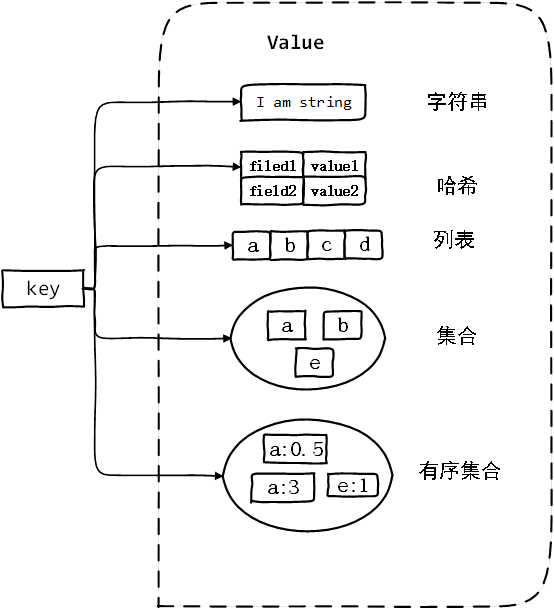 Value
I am string
字符串
filed1 value1
field2 value2
哈希
a b c d
列表
key
a b
e
集合
a:0.5
a:3 e:1
有序集合